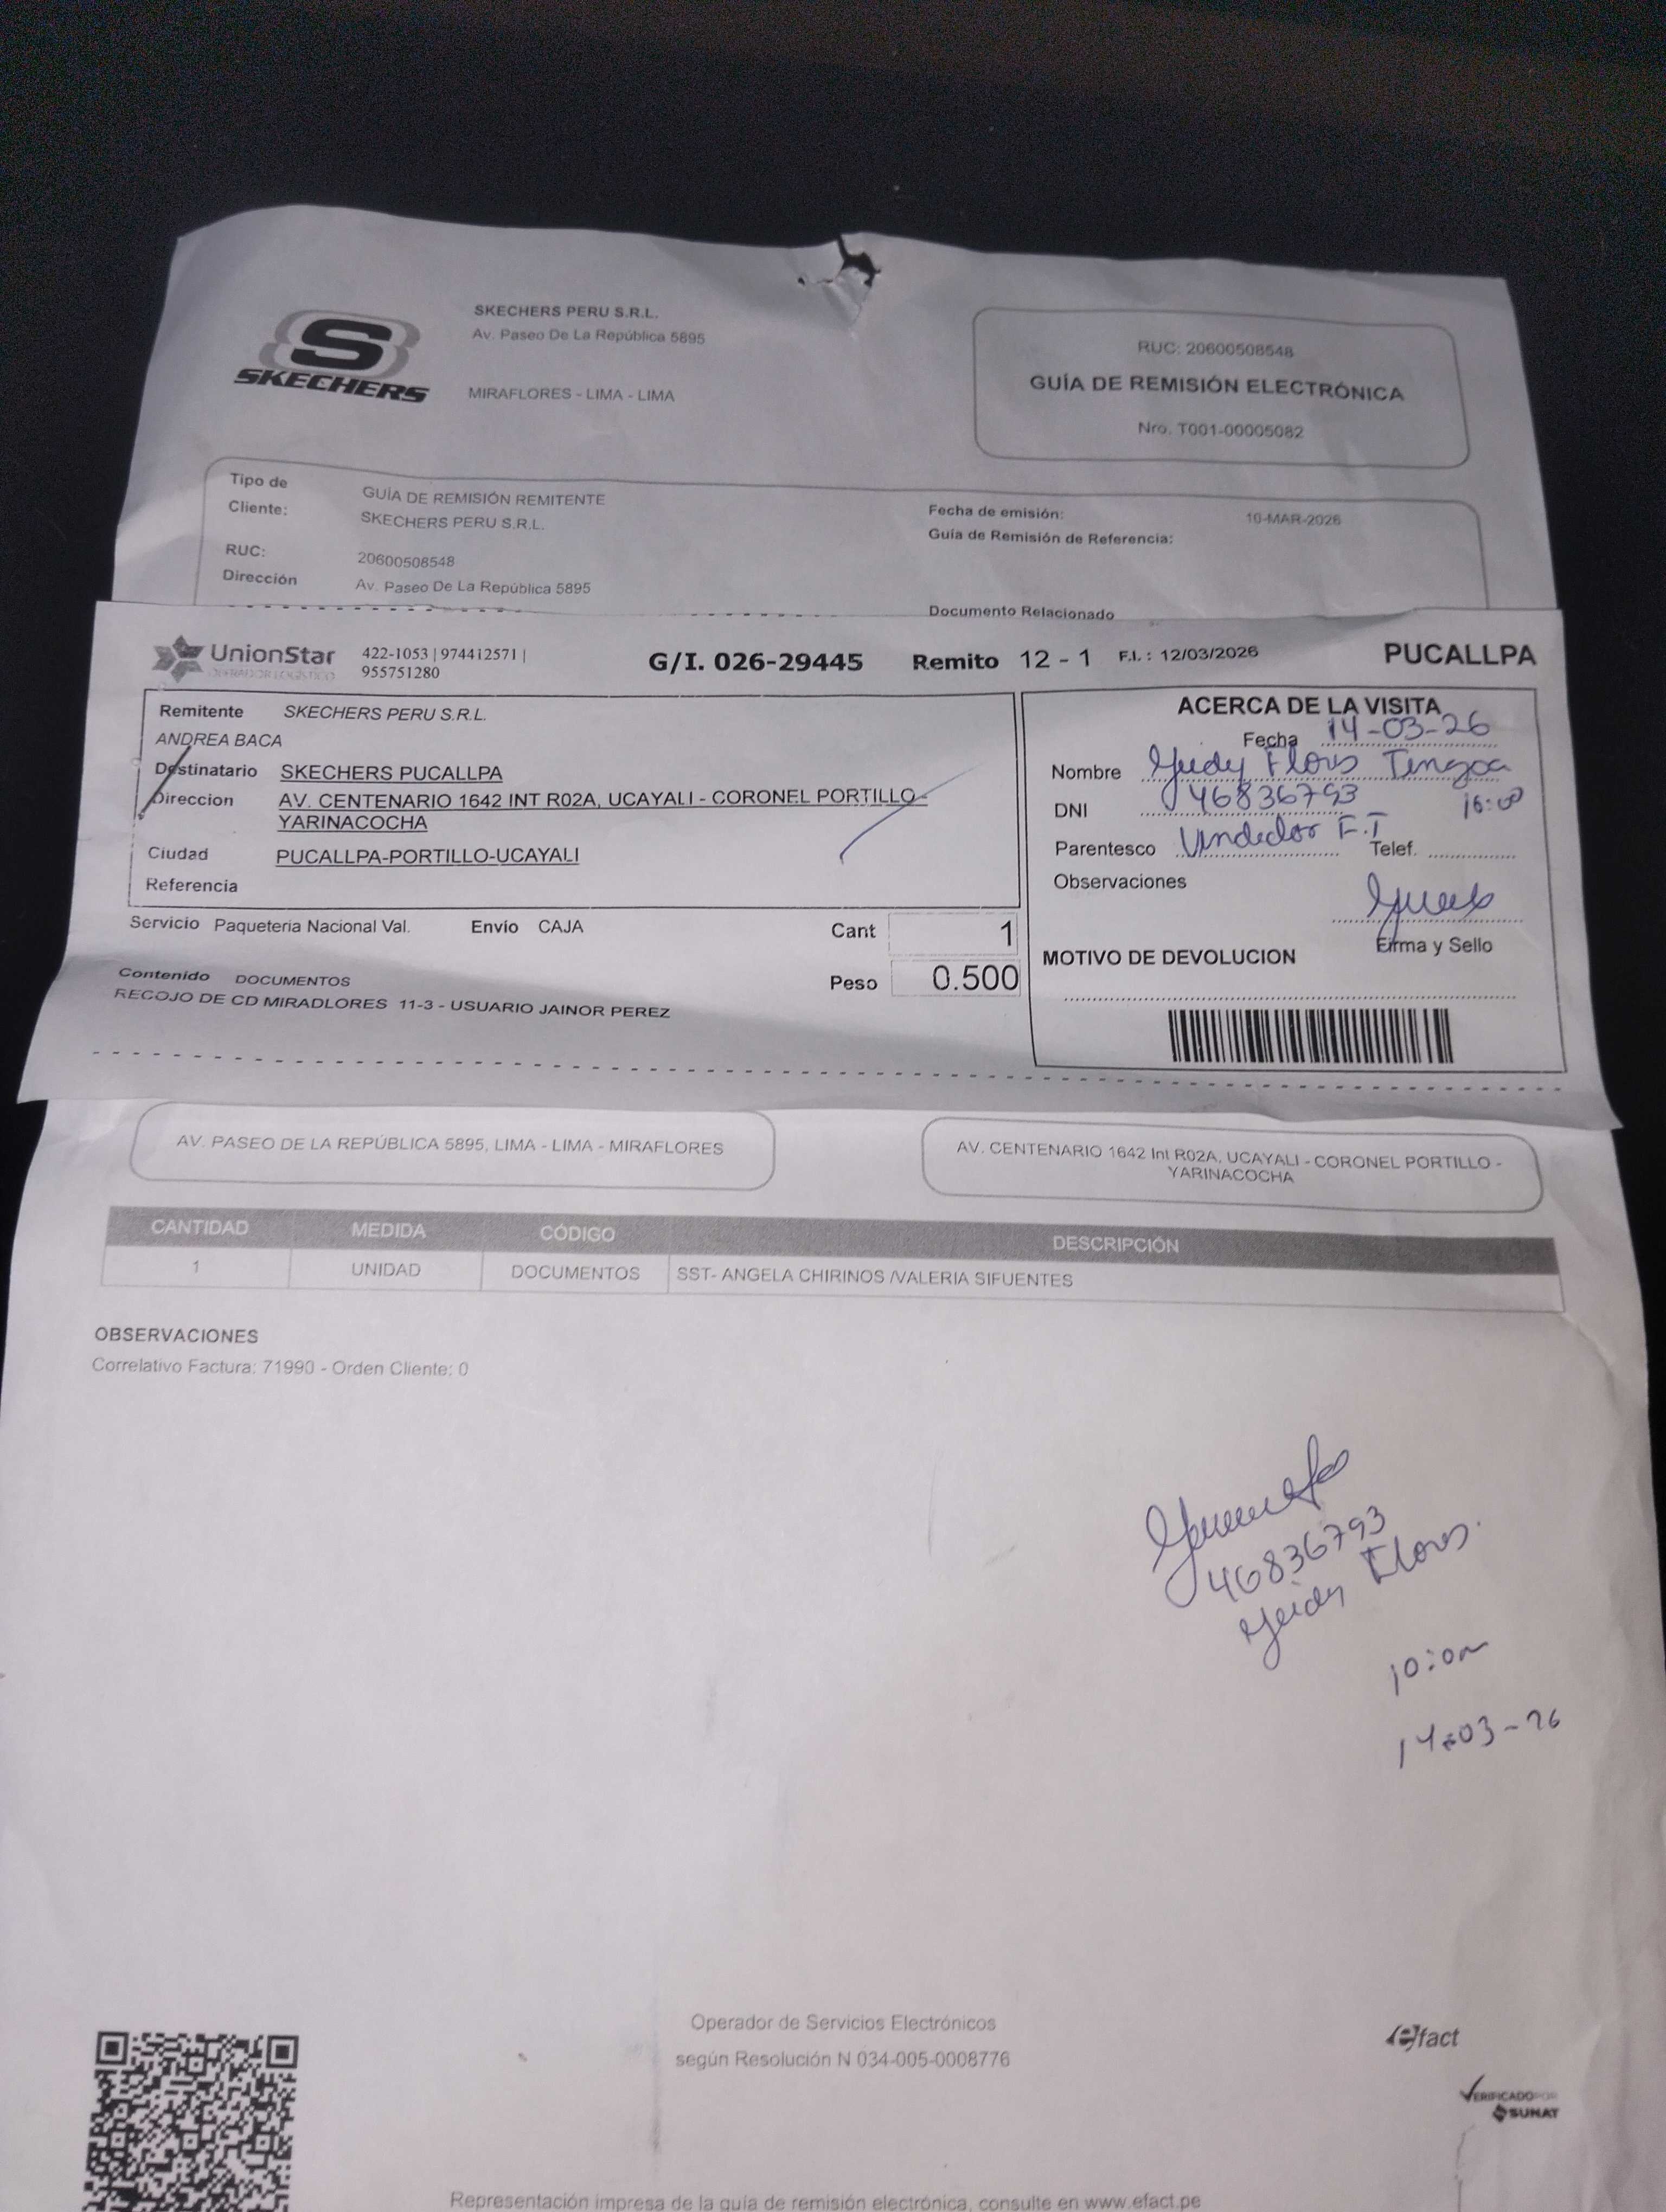 SKECHERS
SKECHERS PERU S.R.L.
Av. Paseo De La República 5895
MIRAFLORES - LIMA - LIMA
RUC: 20600508548
GUÍA DE REMISIÓN ELECTRÓNICA
Nro. T001-00005082
Tipo de GUÍA DE REMISIÓN REMITENTE
Cliente: SKECHERS PERU S.R.L.
RUC: 20600508548
Dirección Av. Paseo De La República 5895
Fecha de emisión: 10-MAR-2026
Guía de Remisión de Referencia:
Documento Relacionado
UnionStar
OPERADOR LOGISTICO
422-1053 | 974412571 |
955751280
G/I. 026-29445 Remito 12 - 1 F.I. : 12/03/2026 PUCALLPA
Remitente SKECHERS PERU S.R.L.
ANDREA BACA
Destinatario SKECHERS PUCALLPA
Direccion AV. CENTENARIO 1642 INT R02A, UCAYALI - CORONEL PORTILLO -
YARINACOCHA
Ciudad PUCALLPA-PORTILLO-UCAYALI
Referencia
Servicio Paqueteria Nacional Val. Envío CAJA
Cant 1
Peso 0.500
Contenido DOCUMENTOS
RECOJO DE CD MIRADLORES 11-3 - USUARIO JAINOR PEREZ
ACERCA DE LA VISITA
Fecha 14-03-26
Nombre Flores
DNI 46836793
Parentesco F.T Telef.
Observaciones
Firma y Sello
MOTIVO DE DEVOLUCION
AV. PASEO DE LA REPÚBLICA 5895, LIMA - LIMA - MIRAFLORES
AV. CENTENARIO 1642 Int R02A, UCAYALI - CORONEL PORTILLO -
YARINACOCHA
CANTIDAD MEDIDA CÓDIGO DESCRIPCIÓN
1 UNIDAD DOCUMENTOS SST- ANGELA CHIRINOS /VALERIA SIFUENTES
OBSERVACIONES
Correlativo Factura: 71990 - Orden Cliente: 0
46836793
Flores.
14-03-26
Operador de Servicios Electrónicos
según Resolución N 034-005-0008776
efact
VERIFICADO POR
SUNAT
Representación impresa de la guía de remisión electrónica, consulte en www.efact.pe